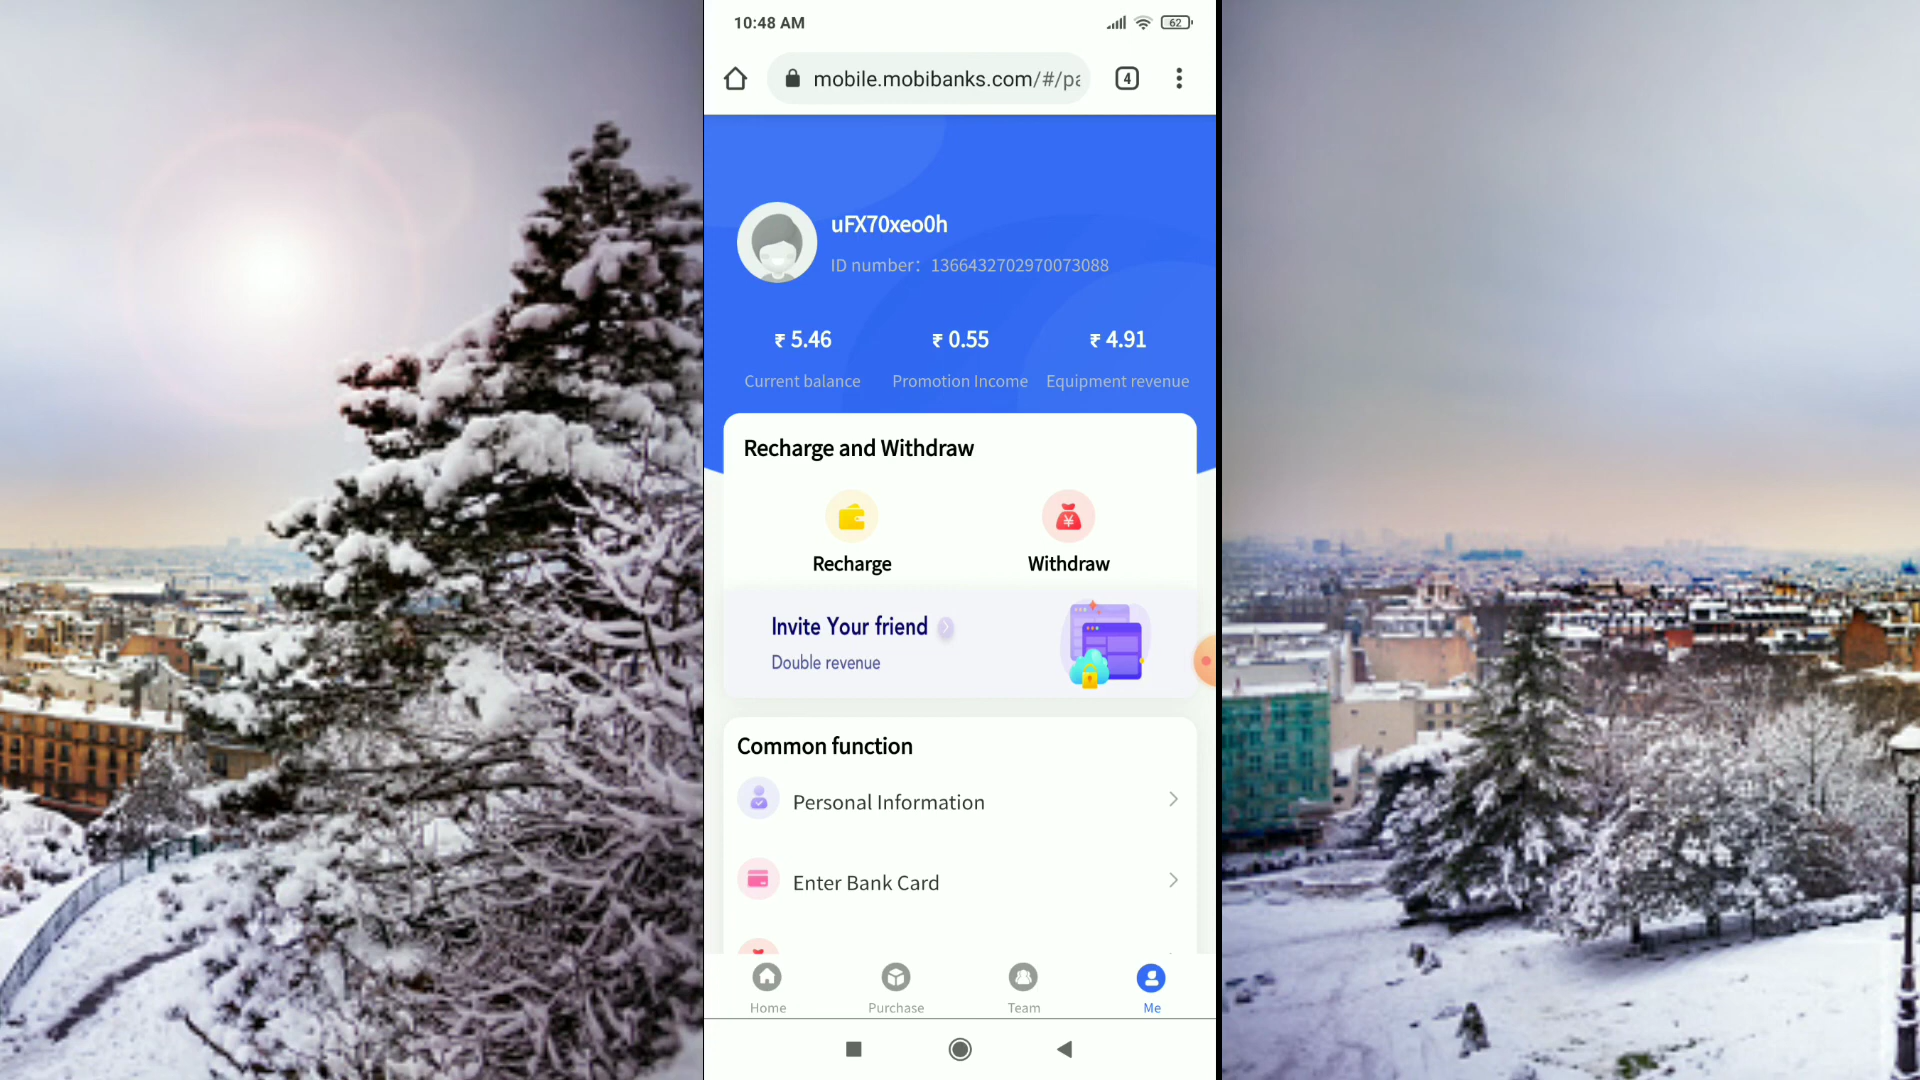 10:48 AM
62
mobile.mobibanks.com/#/pa
4
uFX70xeo0h
ID number: 1366432702970073088
₹ 5.46
₹ 0.55
₹ 4.91
Current balance
Promotion Income
Equipment revenue
Recharge and Withdraw
¥
Recharge
Withdraw
Invite Your friend
Double revenue
Common function
Personal Information
Enter Bank Card
Home
Purchase
Team
Me